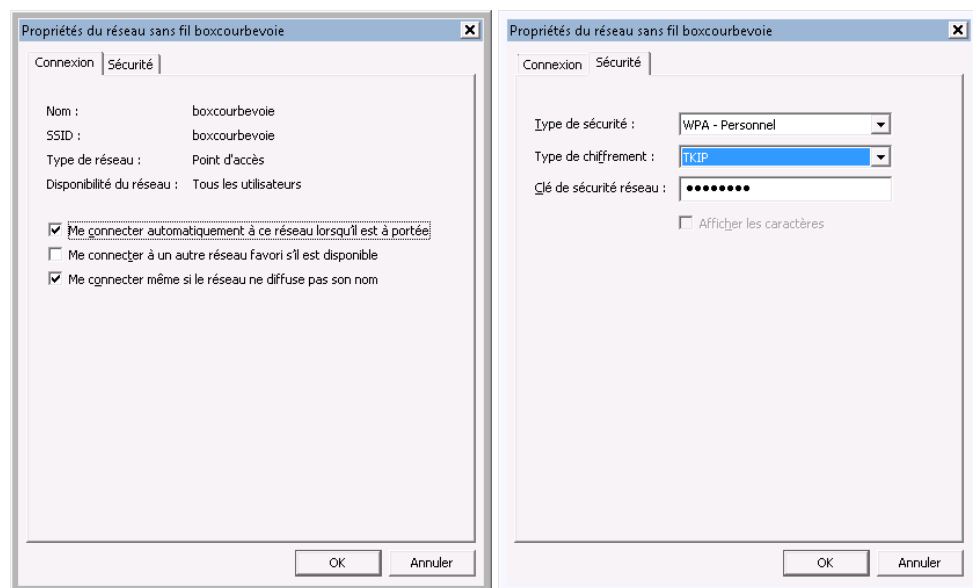 Propriétés du réseau sans fil boxcourbevoie
Connexion Sécurité
Nom : boxcourbevoie
SSID : boxcourbevoie
Type de réseau : Point d'accès
Disponibilité du réseau : Tous les utilisateurs
Me connecter automatiquement à ce réseau lorsqu'il est à portée
Me connecter à un autre réseau favori s'il est disponible
Me connecter même si le réseau ne diffuse pas son nom
OK Annuler
Propriétés du réseau sans fil boxcourbevoie
Connexion Sécurité
Type de sécurité : WPA - Personnel
Type de chiffrement : TKIP
Clé de sécurité réseau : ●●●●●●●●
Afficher les caractères
OK Annuler